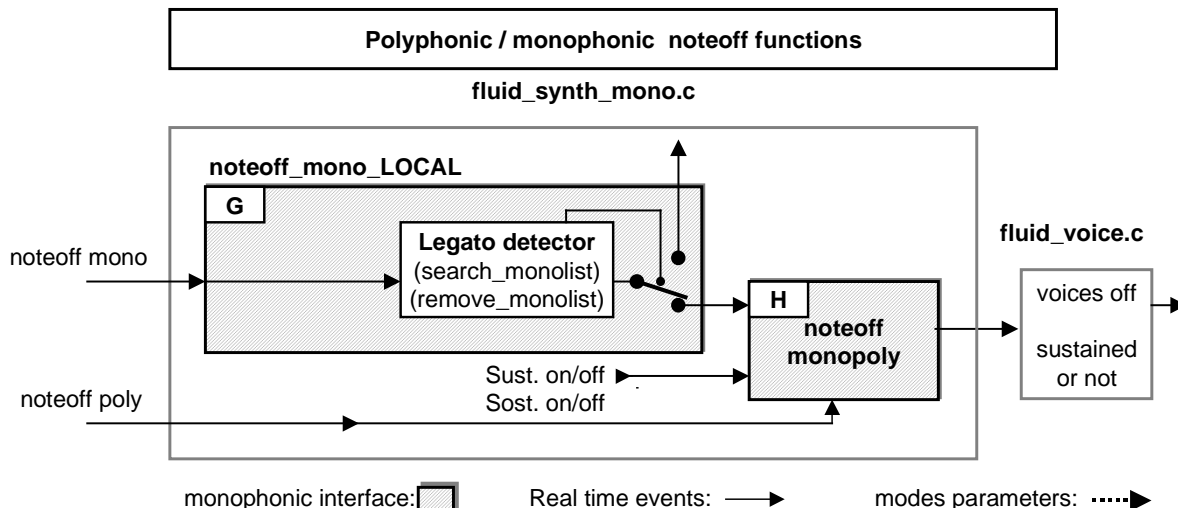 Polyphonic / monophonic noteoff functions
fluid_synth_mono.c
noteoff_mono_LOCAL
G
Legato detector
(search_monolist)
(remove_monolist)
noteoff mono
fluid_voice.c
H
noteoff
monopoly
voices off
sustained
or not
Sust. on/off
Sost. on/off
noteoff poly
monophonic interface:
Real time events:
modes parameters: